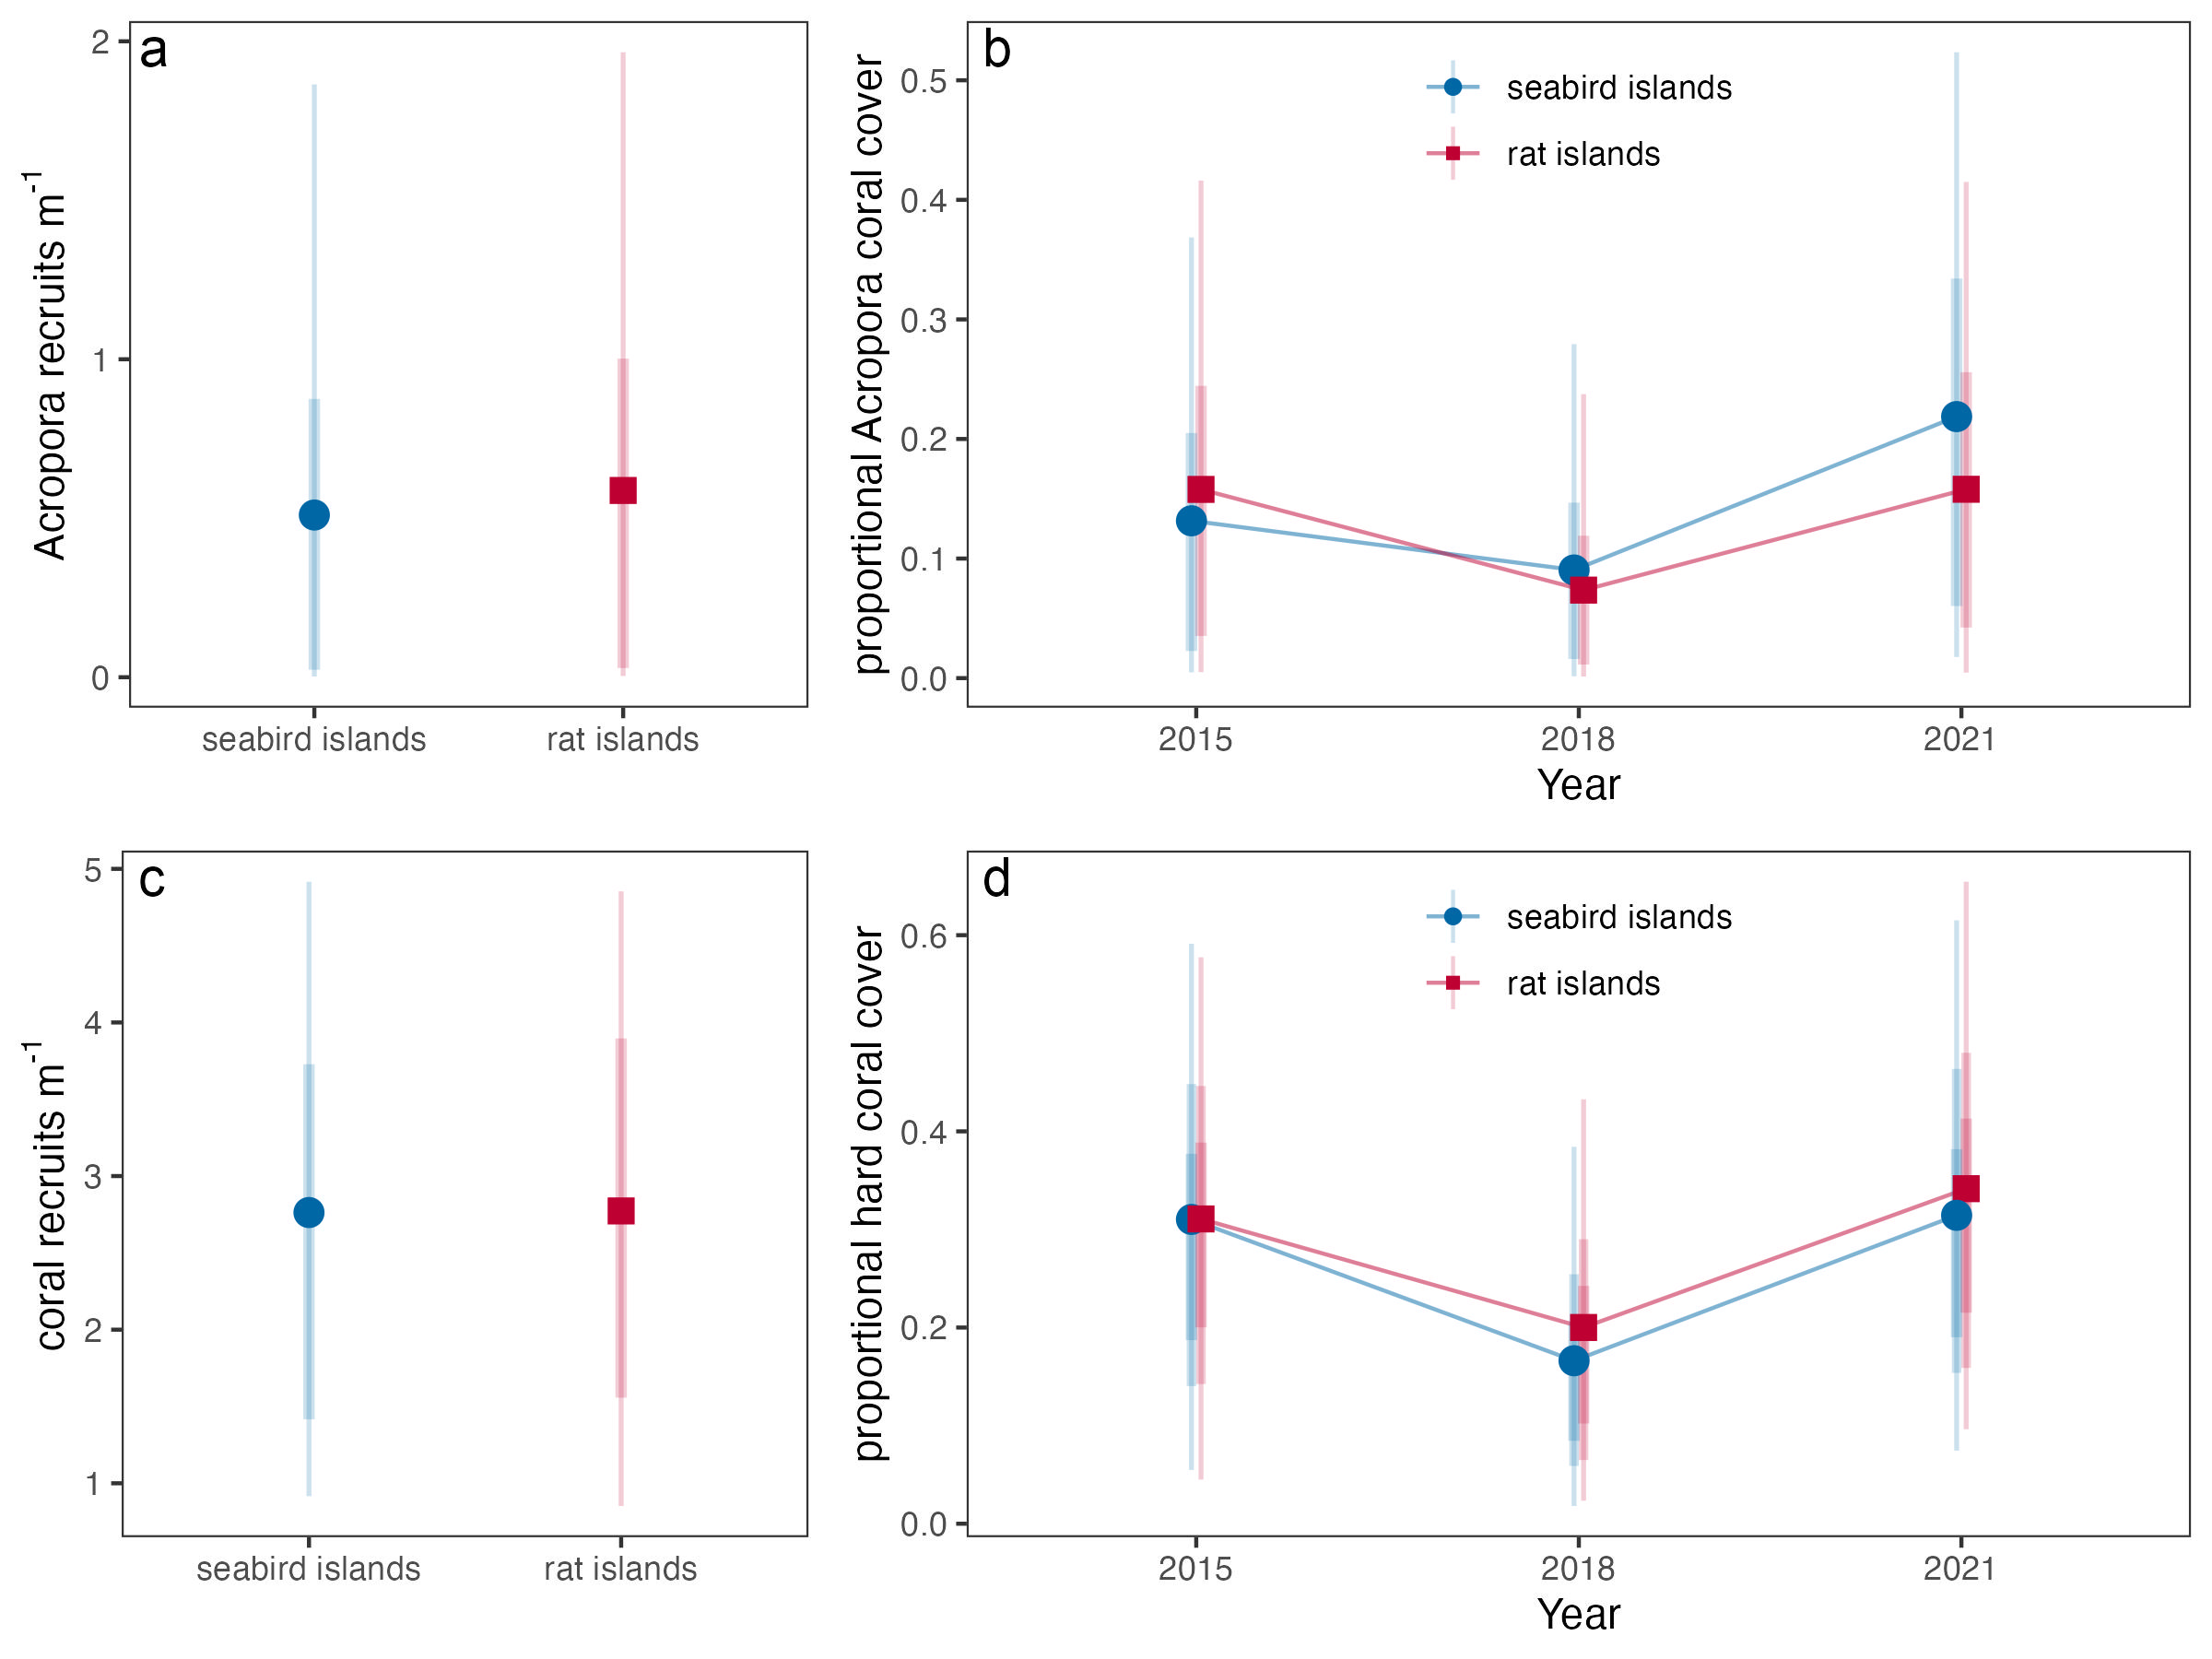 a
2
1
0
Acropora recruits m-1
seabird islands
rat islands
b
seabird islands
rat islands
0.5
0.4
0.3
0.2
0.1
0.0
proportional Acropora coral cover
2015
2018
2021
Year
c
5
4
3
2
1
coral recruits m-1
seabird islands
rat islands
d
seabird islands
rat islands
0.6
0.4
0.2
0.0
proportional hard coral cover
2015
2018
2021
Year